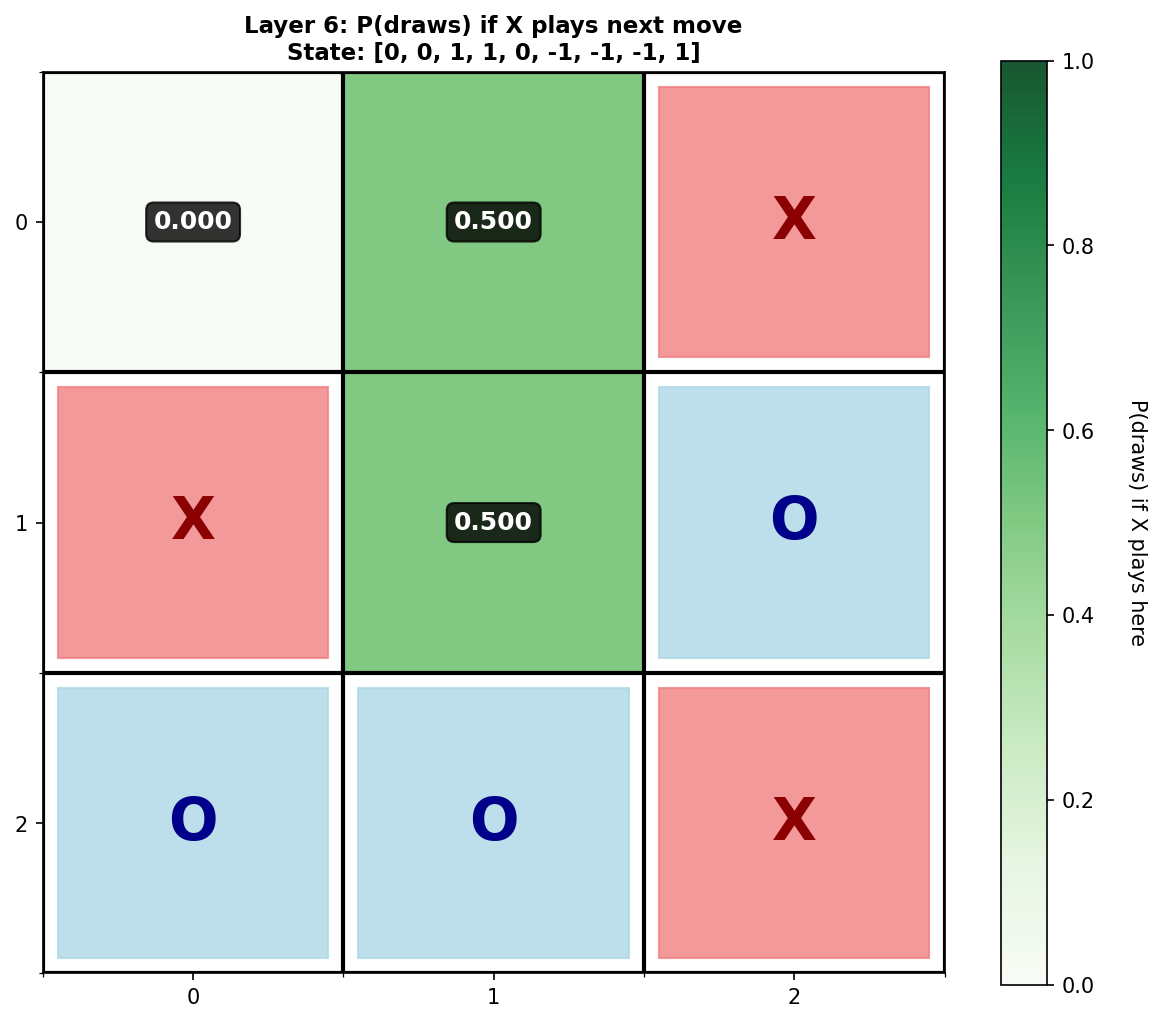 Layer 6: P(draws) if X plays next move
State: [0, 0, 1, 1, 0, -1, -1, -1, 1]
0
0.000
0.500
X
1
X
0.500
O
2
O
O
X
0
1
2
1.0
0.8
0.6
0.4
0.2
0.0
P(draws) if X plays here